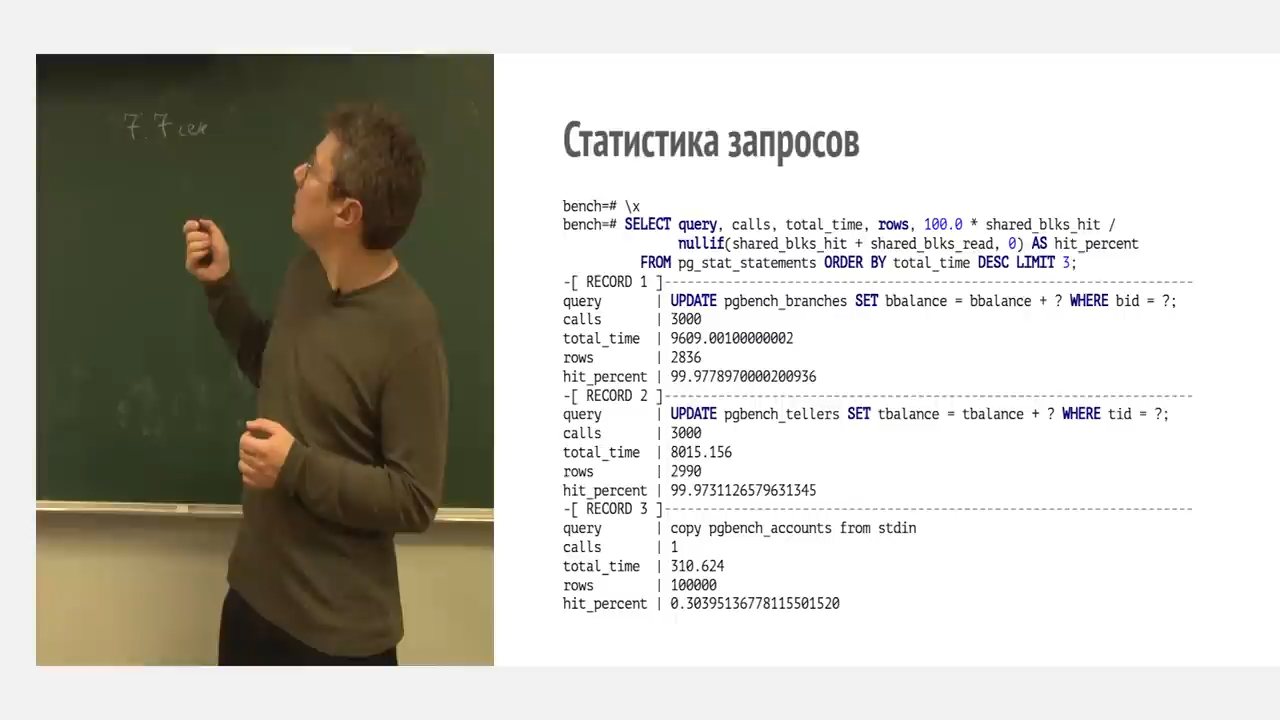 7.7 сек
Статистика запросов
bench=# \x
bench=# SELECT query, calls, total_time, rows, 100.0 * shared_blks_hit /
nullif(shared_blks_hit + shared_blks_read, 0) AS hit_percent
FROM pg_stat_statements ORDER BY total_time DESC LIMIT 3;
-[ RECORD 1 ]----------------------------------------------------------------------
query | UPDATE pgbench_branches SET bbalance = bbalance + ? WHERE bid = ?;
calls | 3000
total_time | 9609.00100000002
rows | 2836
hit_percent | 99.9778970000200936
-[ RECORD 2 ]----------------------------------------------------------------------
query | UPDATE pgbench_tellers SET tbalance = tbalance + ? WHERE tid = ?;
calls | 3000
total_time | 8015.156
rows | 2990
hit_percent | 99.9731126579631345
-[ RECORD 3 ]----------------------------------------------------------------------
query | copy pgbench_accounts from stdin
calls | 1
total_time | 310.624
rows | 100000
hit_percent | 0.30395136778115501520